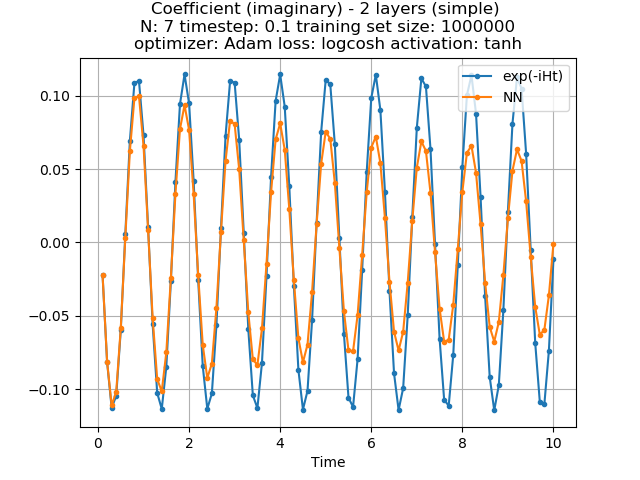 Coefficient (imaginary) - 2 layers (simple)
N: 7 timestep: 0.1 training set size: 1000000
optimizer: Adam loss: logcosh activation: tanh
exp(-iHt)
NN
0.10
0.05
0.00
−0.05
−0.10
0 2 4 6 8 10
Time